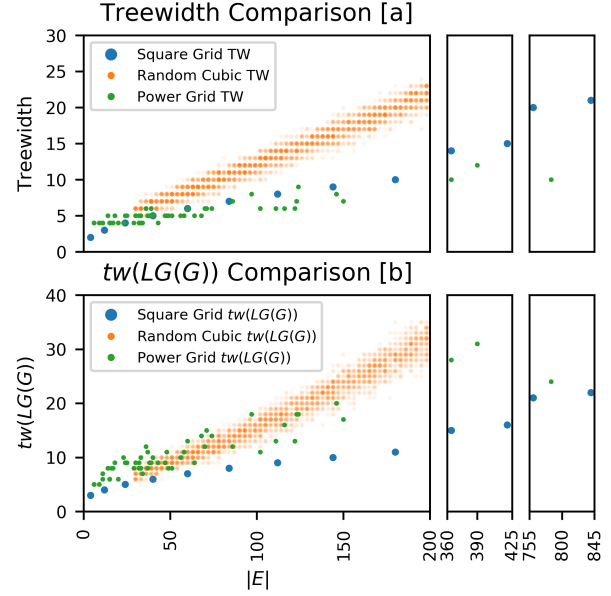 Treewidth Comparison [a]
30
25
20
15
10
5
0
Treewidth
Square Grid TW
Random Cubic TW
Power Grid TW
tw(LG(G)) Comparison [b]
40
30
20
10
0
tw(LG(G))
Square Grid tw(LG(G))
Random Cubic tw(LG(G))
Power Grid tw(LG(G))
0
50
100
150
200
360
390
425
755
800
845
|E|